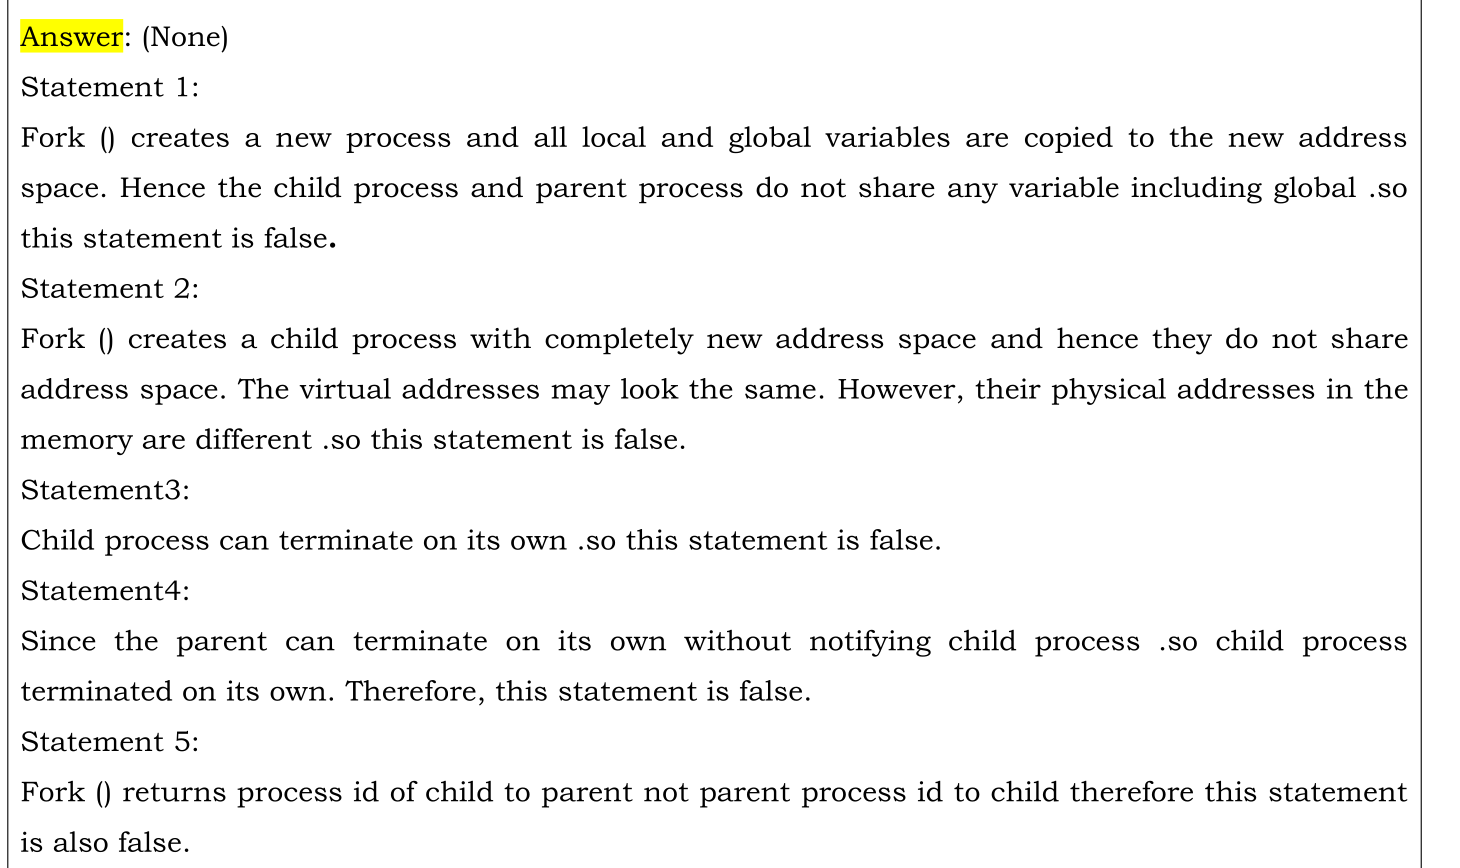 Answer: (None)
Statement 1:
Fork () creates a new process and all local and global variables are copied to the new address
space. Hence the child process and parent process do not share any variable including global .so
this statement is false.
Statement 2:
Fork () creates a child process with completely new address space and hence they do not share
address space. The virtual addresses may look the same. However, their physical addresses in the
memory are different .so this statement is false.
Statement3:
Child process can terminate on its own .so this statement is false.
Statement4:
Since the parent can terminate on its own without notifying child process .so child process
terminated on its own. Therefore, this statement is false.
Statement 5:
Fork () returns process id of child to parent not parent process id to child therefore this statement
is also false.